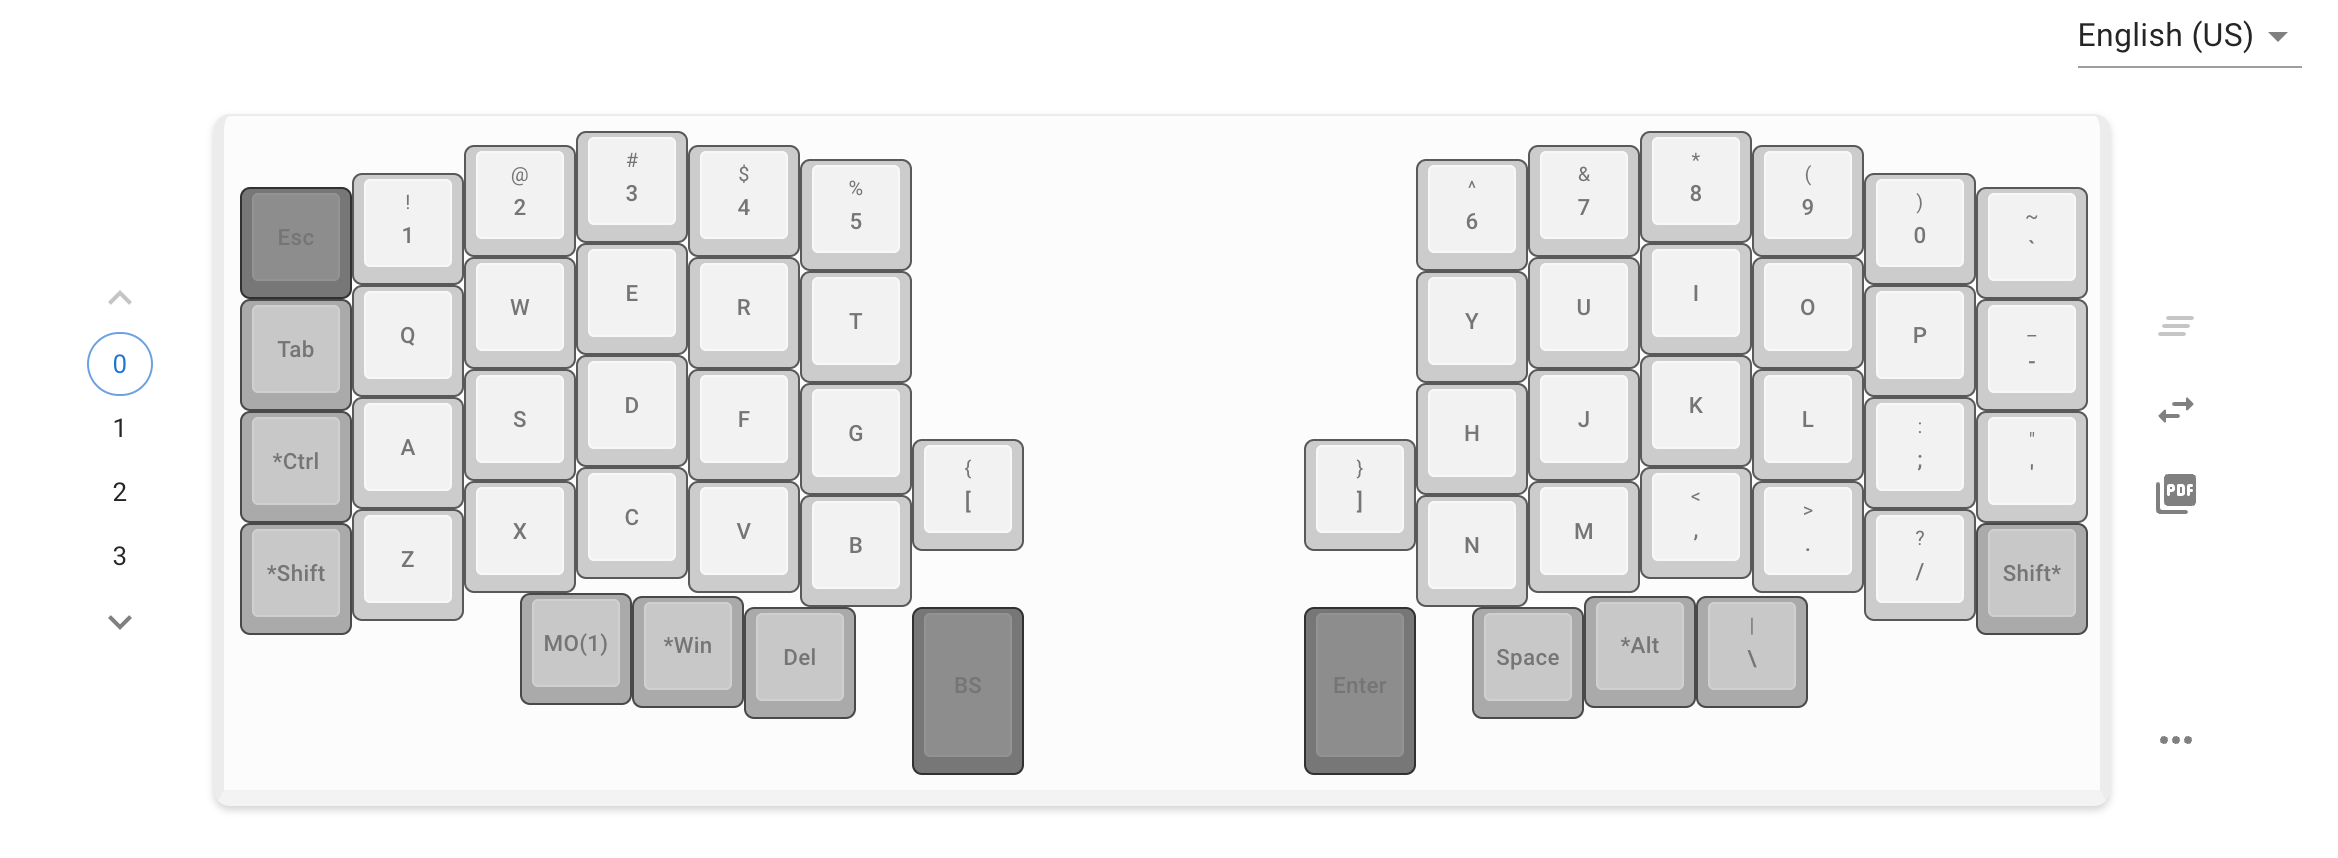 English (US)
0
1
2
3
Esc
! 1
@ 2
# 3
$ 4
% 5
^ 6
& 7
* 8
( 9
) 0
~ `
Tab
Q
W
E
R
T
Y
U
I
O
P
_ -
*Ctrl
A
S
D
F
G
{ [
} ]
H
J
K
L
: ;
" '
*Shift
Z
X
C
V
B
N
M
< ,
> .
? /
Shift*
MO(1)
*Win
Del
BS
Enter
Space
*Alt
| \
PDF